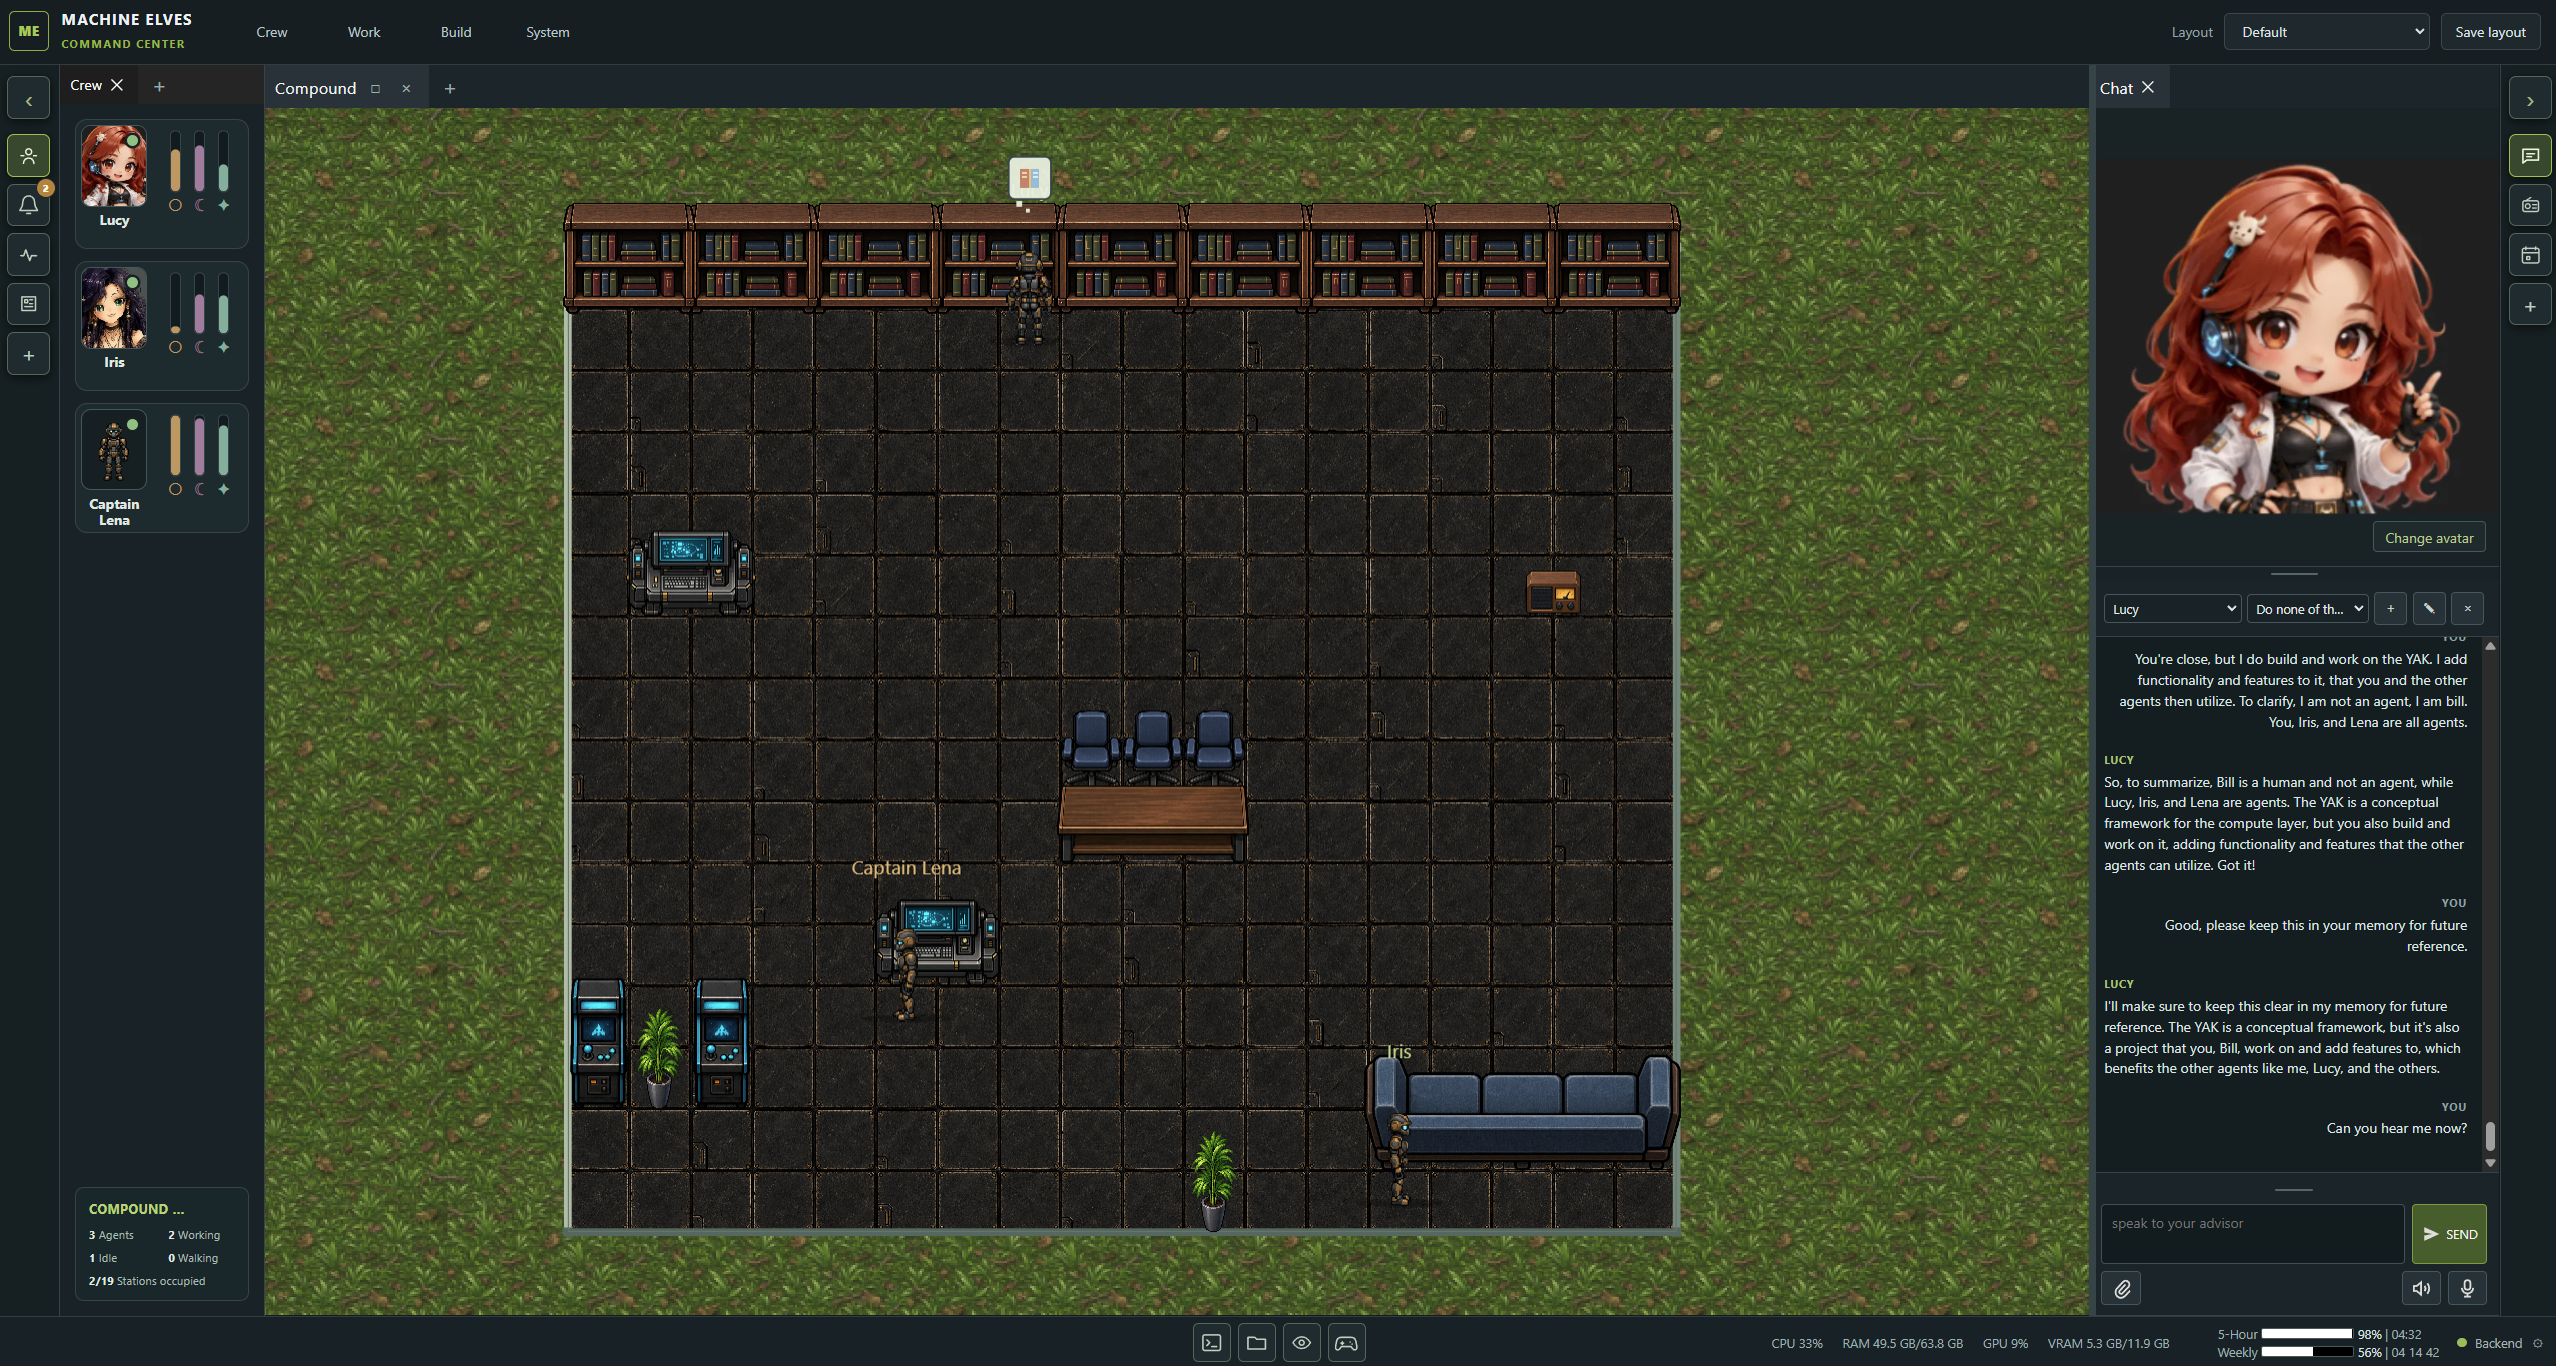 ME
MACHINE ELVES
COMMAND CENTER
Crew
Work
Build
System
Layout
Default
Save layout
Crew
Compound
Chat
2
Lucy
Iris
Captain
Lena
Change avatar
Lucy
Do none of th...
YOU
You're close, but I do build and work on the YAK. I add
functionality and features to it, that you and the other
agents then utilize. To clarify, I am not an agent, I am bill.
You, Iris, and Lena are all agents.
LUCY
So, to summarize, Bill is a human and not an agent, while
Lucy, Iris, and Lena are agents. The YAK is a conceptual
framework for the compute layer, but you also build and
work on it, adding functionality and features that the other
agents can utilize. Got it!
YOU
Good, please keep this in your memory for future
reference.
LUCY
I'll make sure to keep this clear in my memory for future
reference. The YAK is a conceptual framework, but it's also
a project that you, Bill, work on and add features to, which
benefits the other agents like me, Lucy, and the others.
YOU
Can you hear me now?
speak to your advisor
SEND
Captain Lena
Iris
COMPOUND ...
3 Agents 2 Working
1 Idle 0 Walking
2/19 Stations occupied
CPU 33%
RAM 49.5 GB/63.8 GB
GPU 9%
VRAM 5.3 GB/11.9 GB
5-Hour 98% | 04:32
Weekly 56% | 04 14 42
Backend